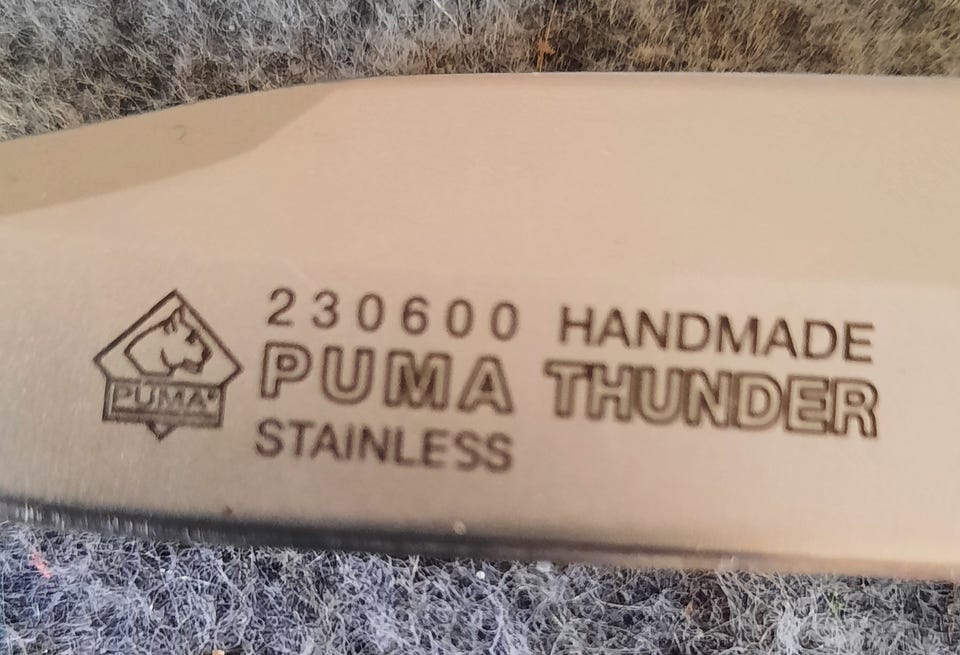 230600 HANDMADE
PUMA THUNDER
STAINLESS
PUMA®